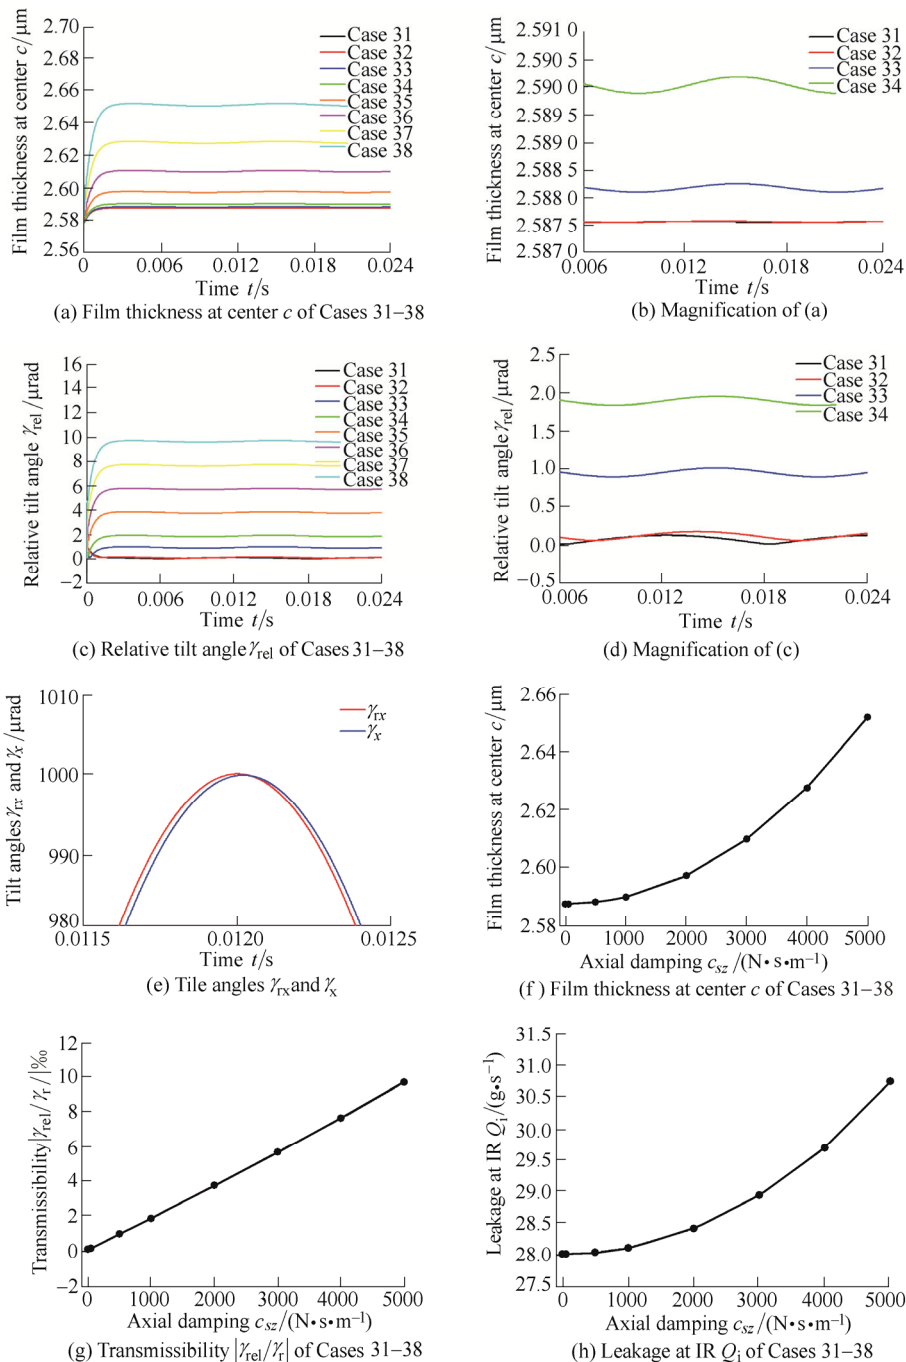 Film thickness at center c/μm
2.70
2.68
2.66
2.64
2.62
2.60
2.58
2.56
0
0.006
0.012
0.018
0.024
Time t/s
Case 31
Case 32
Case 33
Case 34
Case 35
Case 36
Case 37
Case 38
(a) Film thickness at center c of Cases 31–38
Film thickness at center c/μm
2.591 0
2.590 5
2.590 0
2.589 5
2.589 0
2.588 5
2.588 0
2.587 5
2.587 0
0.006
0.012
0.018
0.024
Time t/s
Case 31
Case 32
Case 33
Case 34
(b) Magnification of (a)
Relative tilt angle γrel/μrad
16
14
12
10
8
6
4
2
0
−2
0
0.006
0.012
0.018
0.024
Time t/s
Case 31
Case 32
Case 33
Case 34
Case 35
Case 36
Case 37
Case 38
(c) Relative tilt angle γrel of Cases 31–38
Relative tilt angle γrel/μrad
2.5
2.0
1.5
1.0
0.5
0.0
−0.5
0.006
0.012
0.018
0.024
Time t/s
Case 31
Case 32
Case 33
Case 34
(d) Magnification of (c)
Tilt angles γrx and γx /μrad
1010
1000
990
980
0.0115
0.0120
0.0125
Time t/s
γrx
γx
(e) Tile angles γrx and γx
Film thickness at center c/μm
2.66
2.64
2.62
2.60
2.58
0
1000
2000
3000
4000
5000
Axial damping csz /(N•s•m−1)
(f ) Film thickness at center c of Cases 31–38
Transmissibility|γrel/γr/|‰
12
10
8
6
4
2
0
−2
0
1000
2000
3000
4000
5000
Axial damping csz/(N•s•m−1)
(g) Transmissibility |γrel/γr| of Cases 31–38
Leakage at IR Qi/(g•s−1)
31.5
31.0
30.5
30.0
29.5
29.0
28.5
28.0
27.5
0
1000
2000
3000
4000
5000
Axial damping csz/(N•s•m−1)
(h) Leakage at IR Qi of Cases 31–38